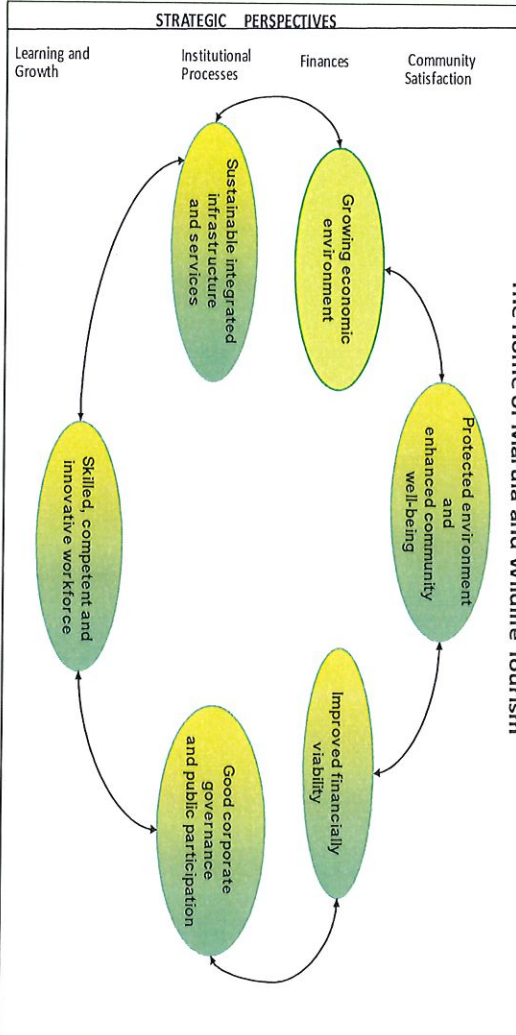 STRATEGIC PERSPECTIVES
Learning and
Growth
Institutional
Processes
Finances
Community
Satisfaction
Protected environment
and
enhanced community
well-being
Growing economic
environment
Improved financially
viability
Sustainable integrated
infrastructure
and services
Good corporate
governance
and public participation
Skilled, competent and
innovative workforce